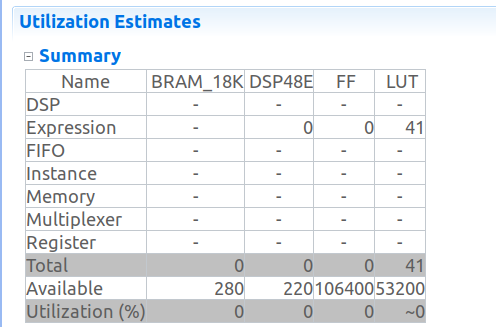 Utilization Estimates
Summary
Name BRAM_18K DSP48E FF LUT
DSP - - - -
Expression - 0 0 41
FIFO - - - -
Instance - - - -
Memory - - - -
Multiplexer - - - -
Register - - - -
Total 0 0 0 41
Available 280 220 106400 53200
Utilization (%) 0 0 0 ~0